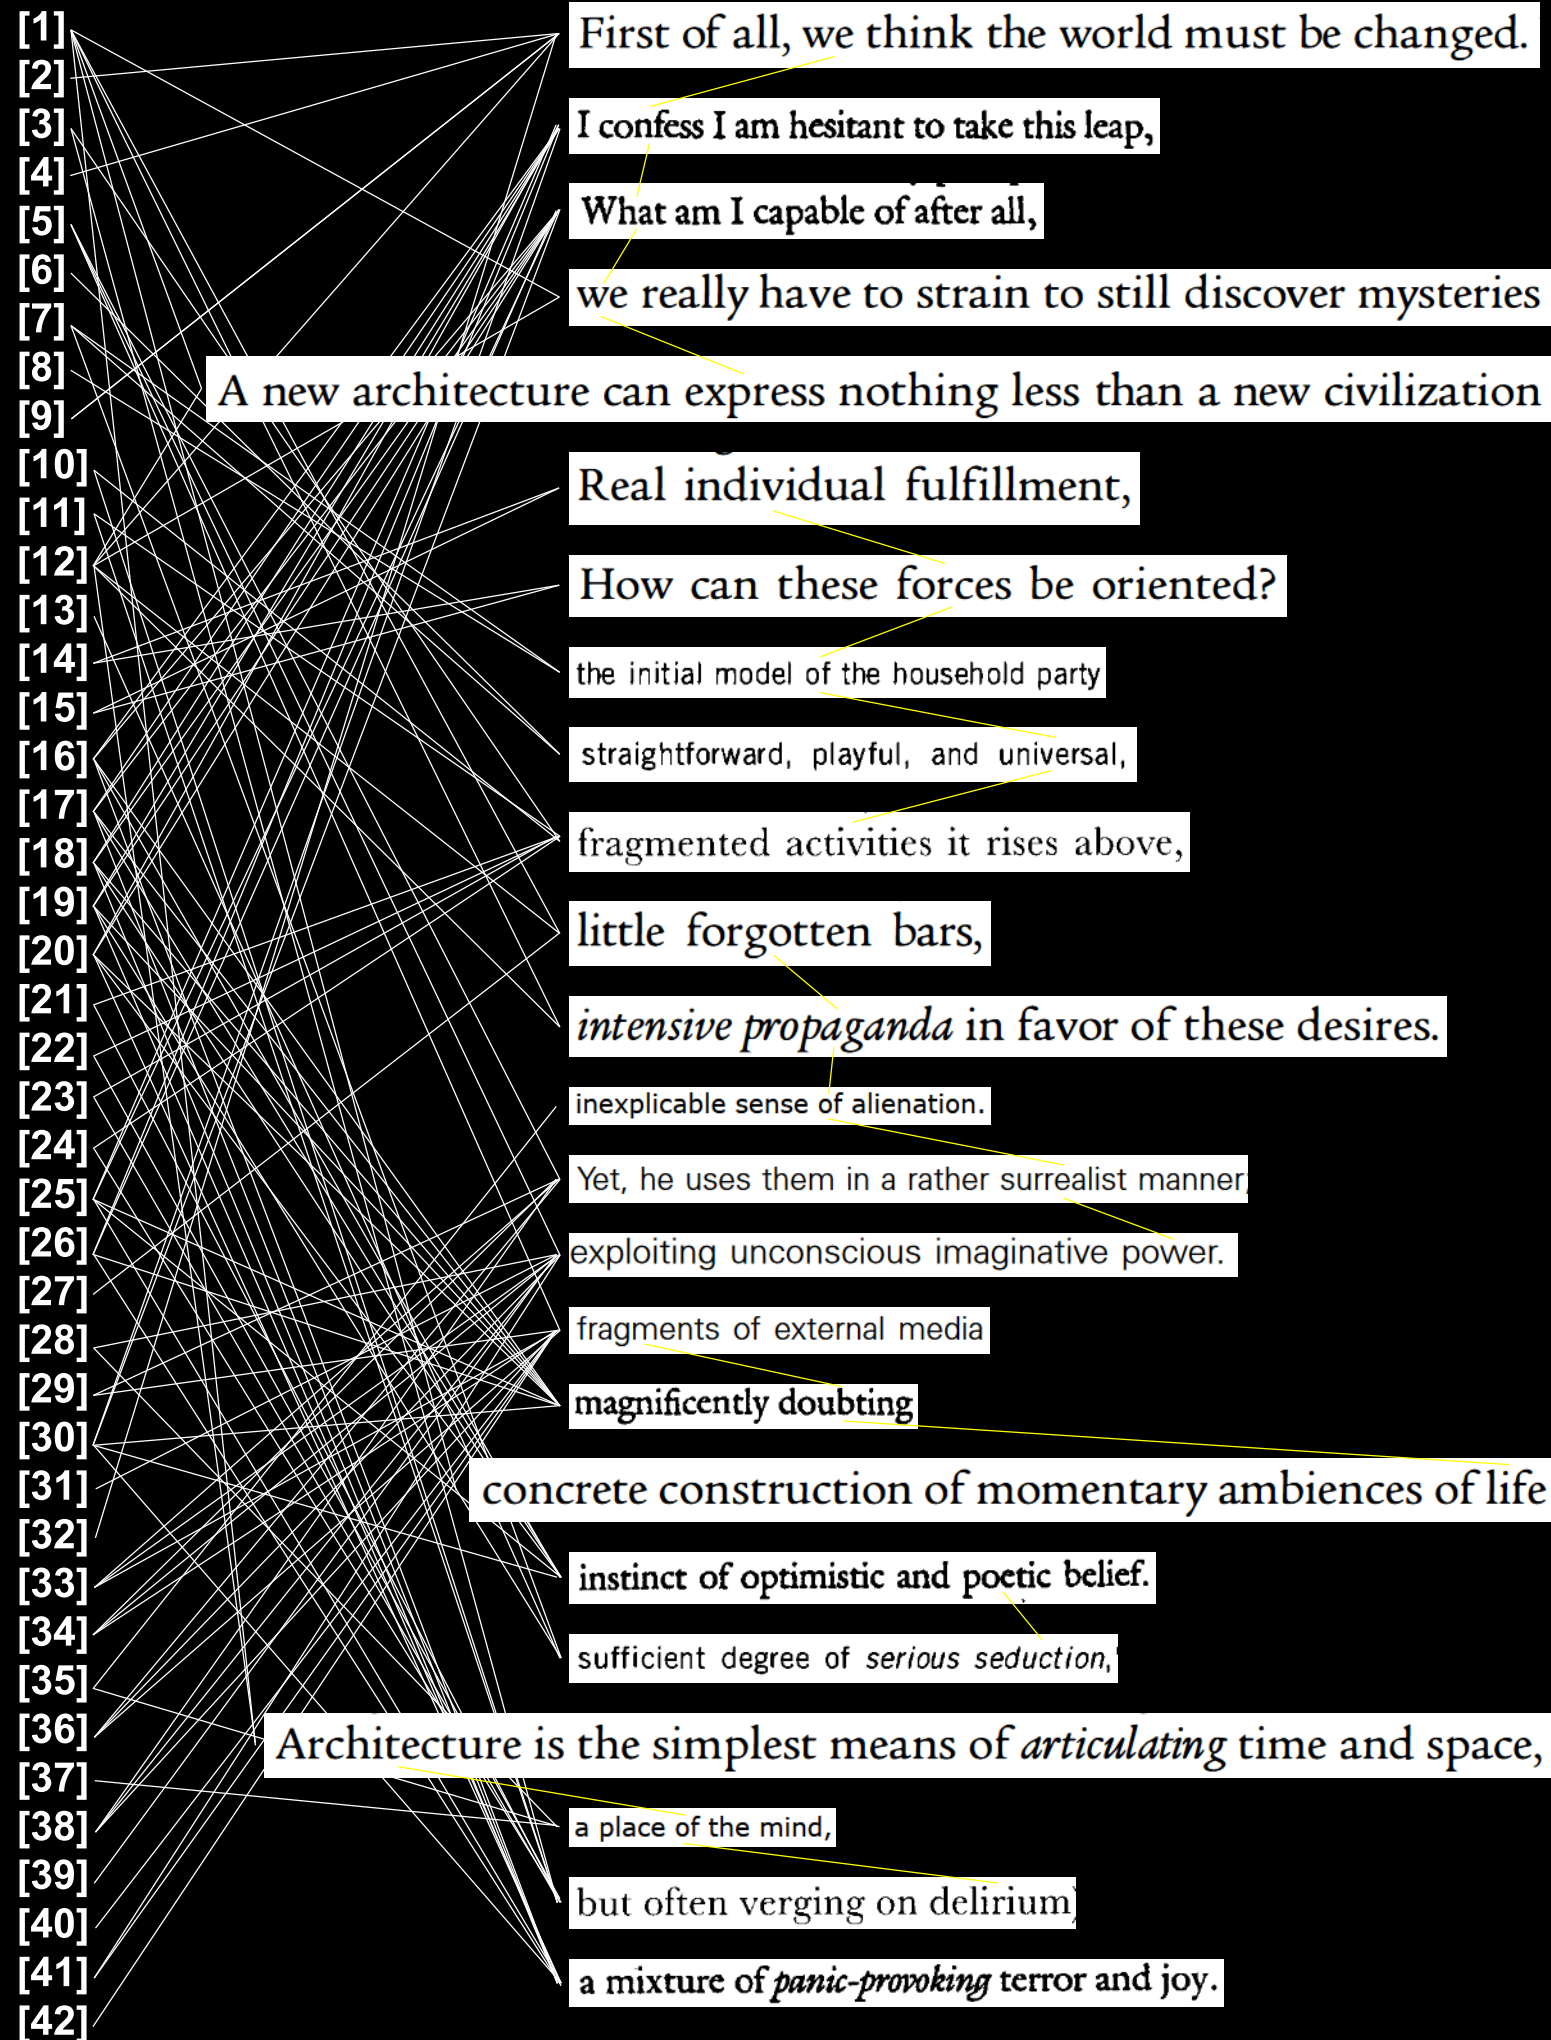 [1]
First of all, we think the world must be changed.
[2]
[3]
I confess I am hesitant to take this leap,
[4]
What am I capable of after all,
[5]
[6]
we really have to strain to still discover mysteries
[7]
[8]
A new architecture can express nothing less than a new civilization
[9]
[10]
Real individual fulfillment,
[11]
[12]
How can these forces be oriented?
[13]
[14]
the initial model of the household party
[15]
[16]
straightforward, playful, and universal,
[17]
[18]
fragmented activities it rises above,
[19]
little forgotten bars,
[20]
[21]
intensive propaganda in favor of these desires.
[22]
[23]
inexplicable sense of alienation.
[24]
[25]
Yet, he uses them in a rather surrealist manner;
[26]
exploiting unconscious imaginative power.
[27]
[28]
fragments of external media
[29]
magnificently doubting
[30]
[31]
concrete construction of momentary ambiences of life
[32]
[33]
instinct of optimistic and poetic belief.
[34]
sufficient degree of serious seduction,
[35]
[36]
Architecture is the simplest means of articulating time and space,
[37]
[38]
a place of the mind,
[39]
but often verging on delirium)
[40]
[41]
a mixture of panic-provoking terror and joy.
[42]